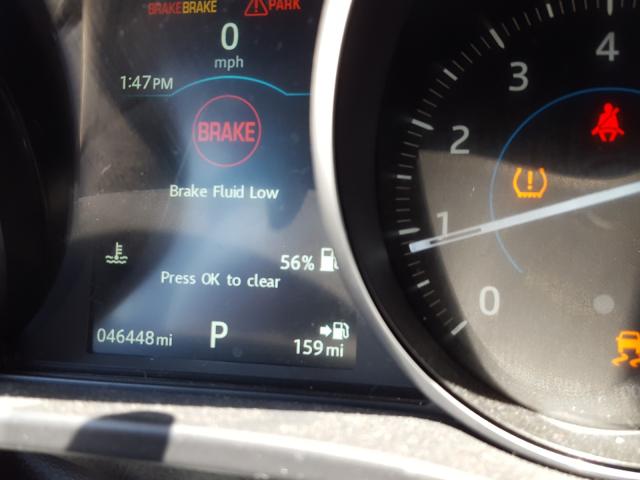 BRAKE BRAKE PARK
0
mph
1:47PM
BRAKE
Brake Fluid Low
56%
Press OK to clear
046448mi
P
159mi
4
3
2
1
0